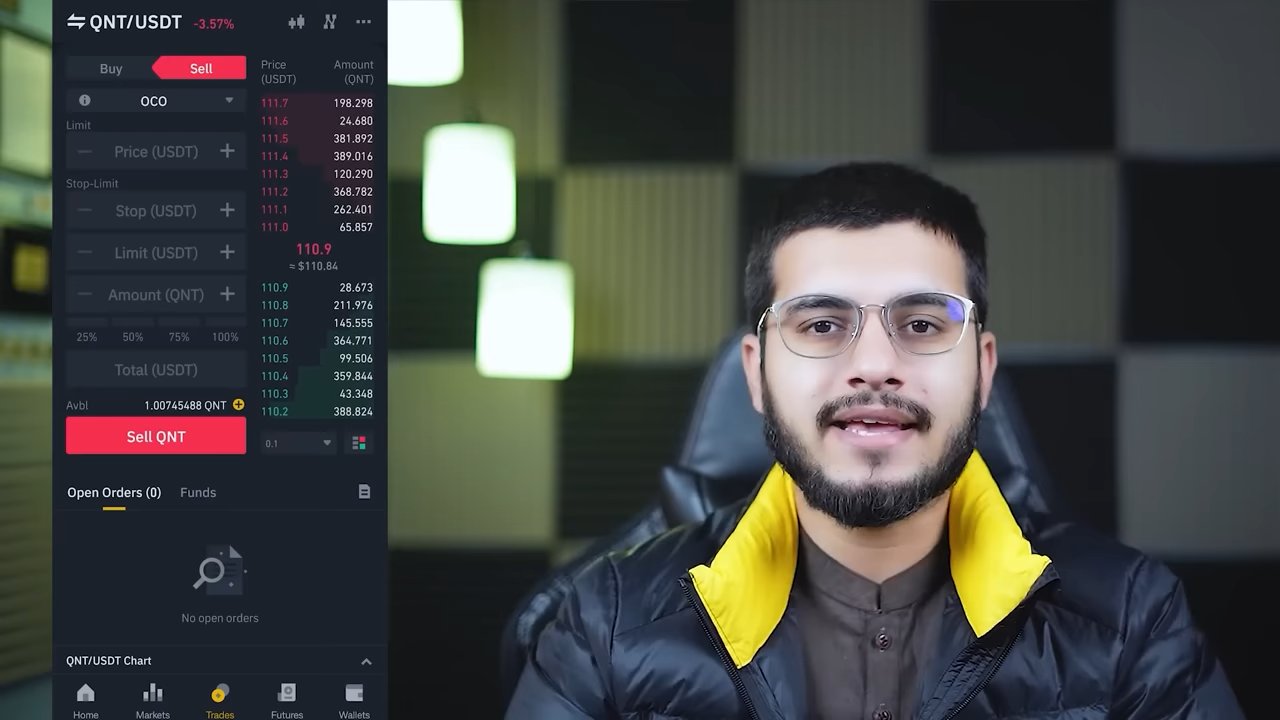 QNT/USDT -3.57%
Buy Sell
OCO
Limit
Price (USDT)
Stop-Limit
Stop (USDT)
Limit (USDT)
Amount (QNT)
25% 50% 75% 100%
Total (USDT)
Avbl 1.00745488 QNT
Sell QNT
Price Amount
(USDT) (QNT)
111.7 198.298
111.6 24.680
111.5 381.892
111.4 389.016
111.3 120,290
111.2 368.782
111.1 262.401
111.0 65.857
110.9
≈ $110.84
110.9 28.673
110.8 211.976
110.7 145.555
110.6 364.771
110.5 99.506
110.4 359.844
110.3 43.348
110.2 388.824
0.1
Open Orders (0) Funds
No open orders
QNT/USDT Chart
Home Markets Trades Futures Wallets